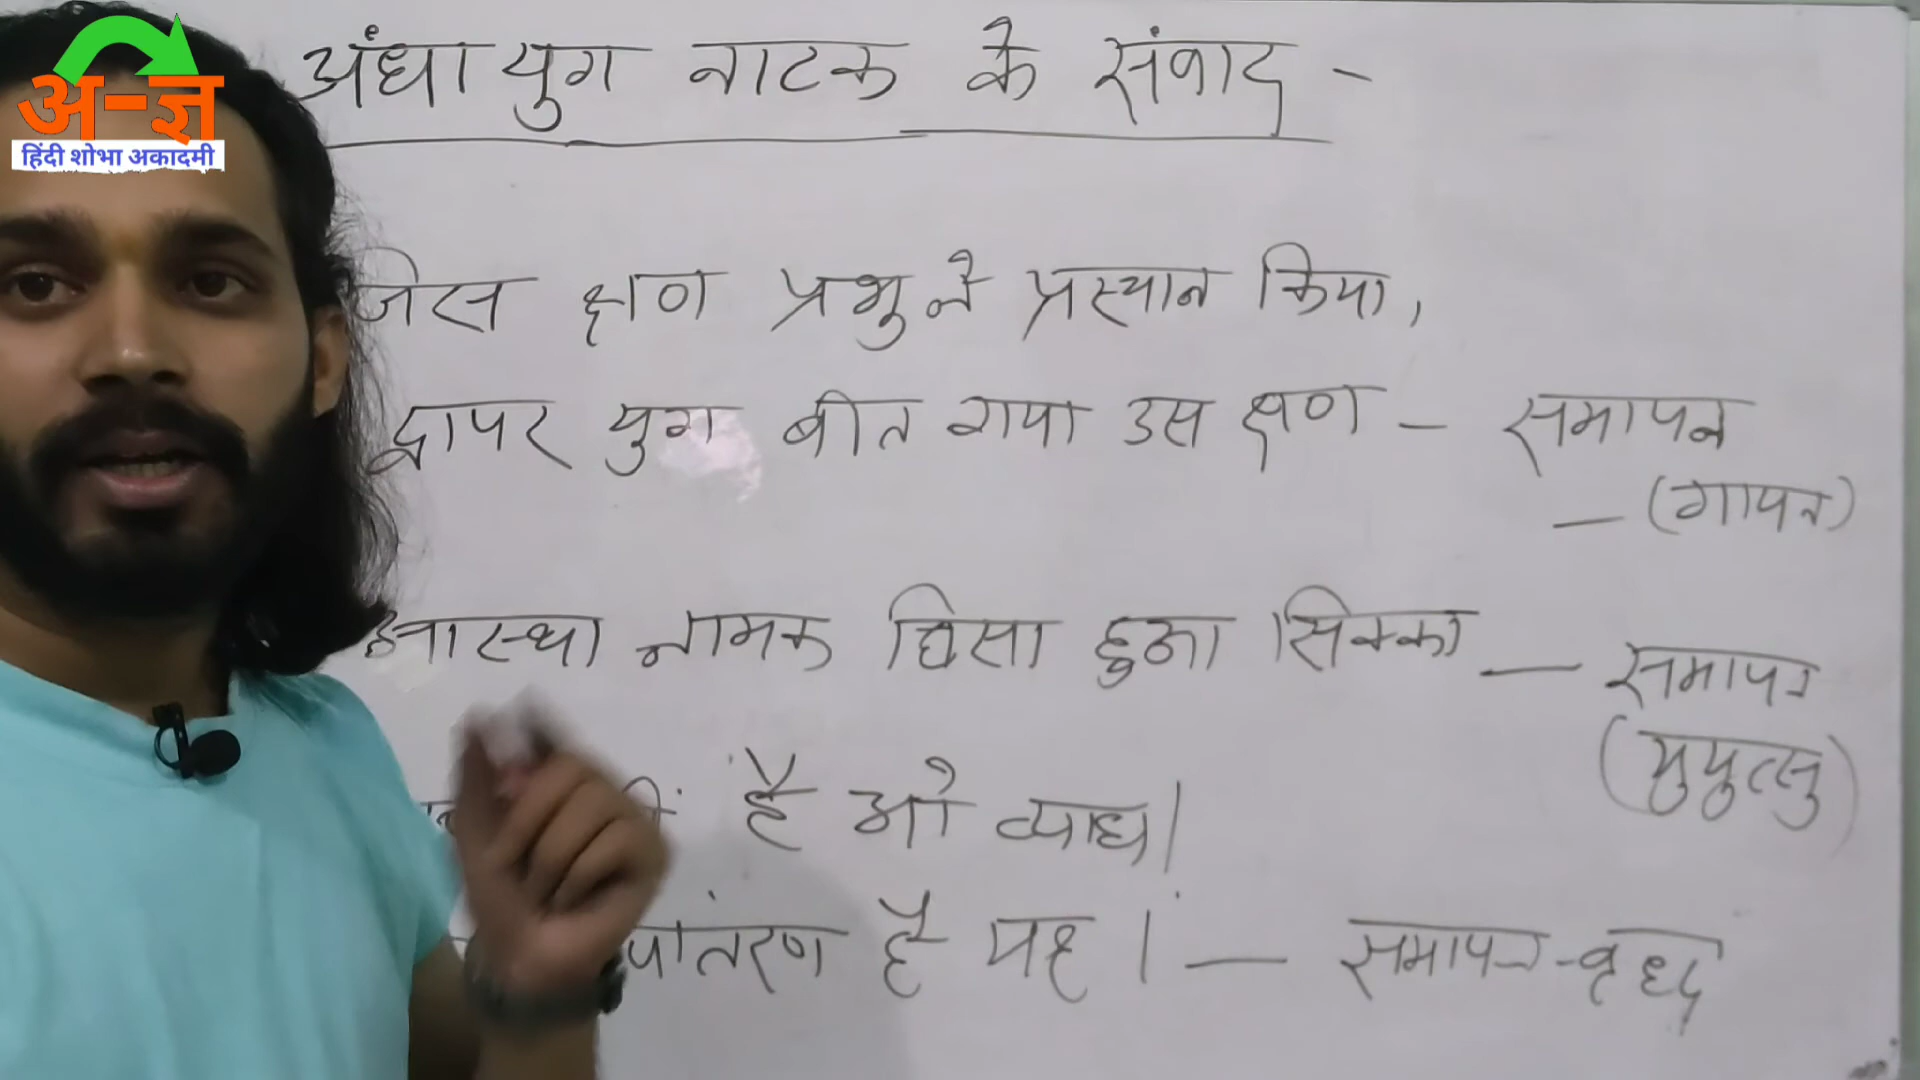 अ-ज्ञ
हिंदी शोभा अकादमी
अंधा युग नाटक के संवाद -
जिस क्षण प्रभु ने प्रस्थान किया,
द्वापर युग बीत गया उस क्षण - समापन
- (गायन)
आस्था नामक घिसा हुआ सिक्का - समापन
(युयुत्सु)
है ओ व्याध।
है यह। - समापन - वृद्ध